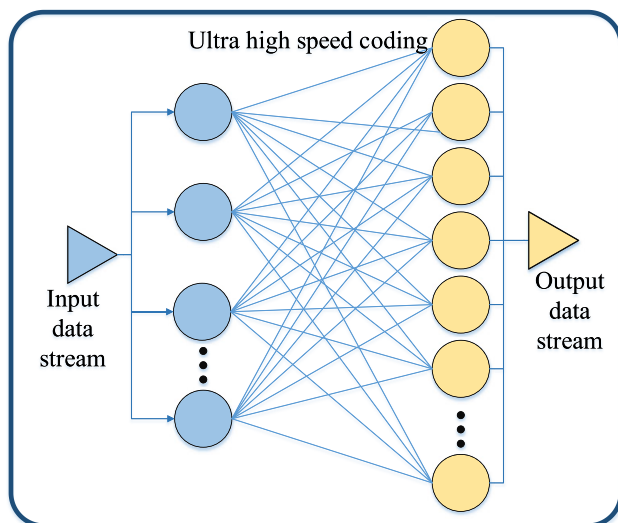 Ultra high speed coding
Input
data
stream
Output
data
stream